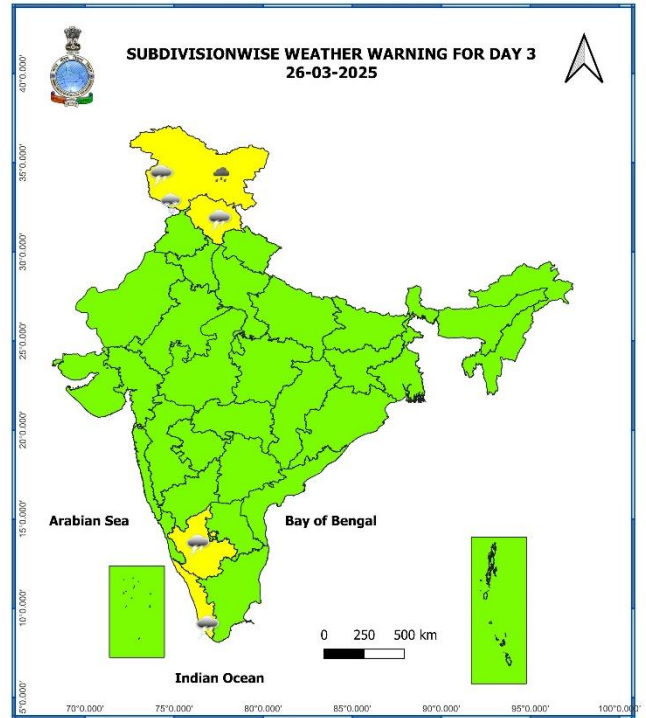 SUBDIVISIONWISE WEATHER WARNING FOR DAY 3
26-03-2025
40°0.000'
35°0.000'
30°0.000'
25°0.000'
20°0.000'
15°0.000'
10°0.000'
5°0.000'
Arabian Sea
Bay of Bengal
0 250 500 km
Indian Ocean
70°0.000' 75°0.000' 80°0.000' 85°0.000' 90°0.000' 95°0.000' 100°0.000'